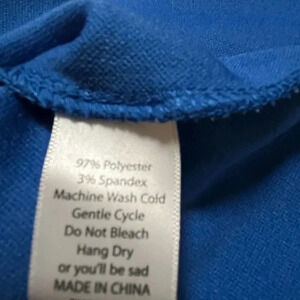 97% Polyester
3% Spandex
Machine Wash Cold
Gentle Cycle
Do Not Bleach
Hang Dry
or you'll be sad
MADE IN CHINA